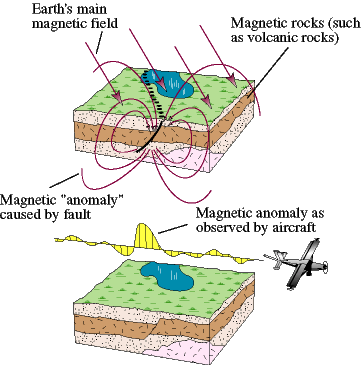 Earth's main
magnetic field
Magnetic rocks (such
as volcanic rocks)
Magnetic "anomaly"
caused by fault
Magnetic anomaly as
observed by aircraft